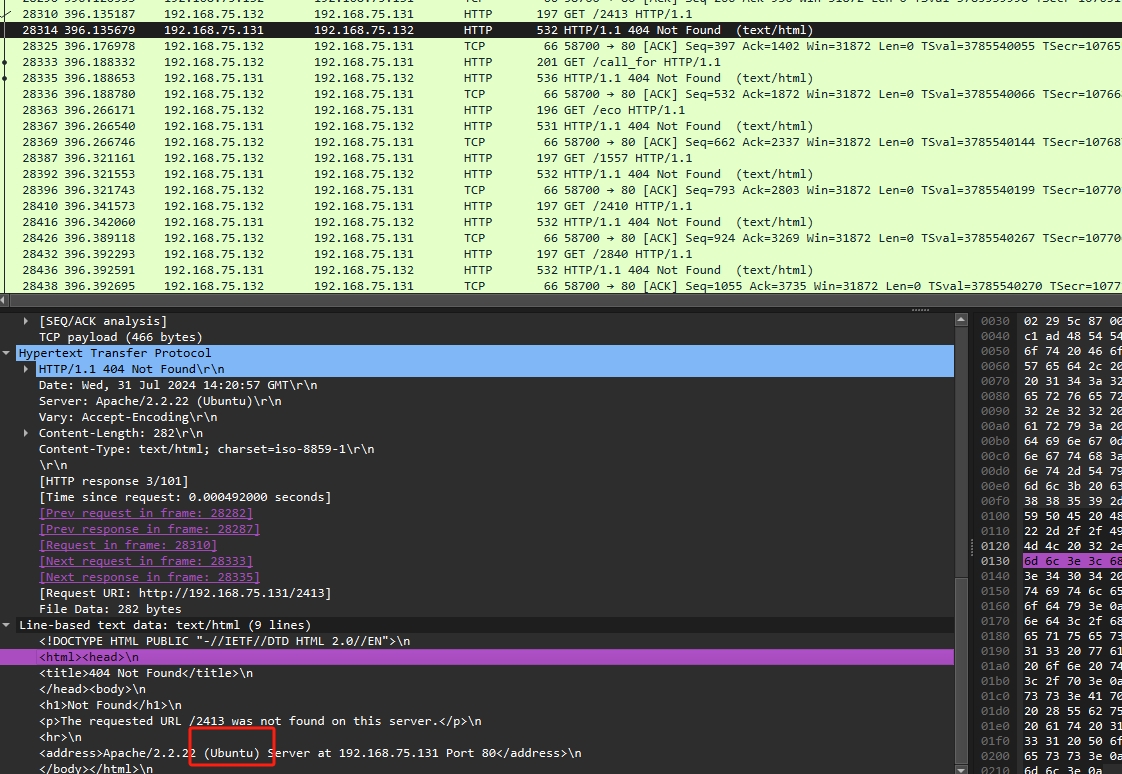 28310 396.135187 192.168.75.132 192.168.75.131 HTTP 197 GET /2413 HTTP/1.1
28314 396.135679 192.168.75.131 192.168.75.132 HTTP 532 HTTP/1.1 404 Not Found (text/html)
28325 396.176978 192.168.75.132 192.168.75.131 TCP 66 58700 → 80 [ACK] Seq=397 Ack=1402 Win=31872 Len=0 TSval=3785540055 TSecr=10765
28333 396.188332 192.168.75.132 192.168.75.131 HTTP 201 GET /call_for HTTP/1.1
28335 396.188653 192.168.75.131 192.168.75.132 HTTP 536 HTTP/1.1 404 Not Found (text/html)
28336 396.188780 192.168.75.132 192.168.75.131 TCP 66 58700 → 80 [ACK] Seq=532 Ack=1872 Win=31872 Len=0 TSval=3785540066 TSecr=10766
28363 396.266171 192.168.75.132 192.168.75.131 HTTP 196 GET /eco HTTP/1.1
28367 396.266540 192.168.75.131 192.168.75.132 HTTP 531 HTTP/1.1 404 Not Found (text/html)
28369 396.266746 192.168.75.132 192.168.75.131 TCP 66 58700 → 80 [ACK] Seq=662 Ack=2337 Win=31872 Len=0 TSval=3785540144 TSecr=10768
28387 396.321161 192.168.75.132 192.168.75.131 HTTP 197 GET /1557 HTTP/1.1
28392 396.321553 192.168.75.131 192.168.75.132 HTTP 532 HTTP/1.1 404 Not Found (text/html)
28396 396.321743 192.168.75.132 192.168.75.131 TCP 66 58700 → 80 [ACK] Seq=793 Ack=2803 Win=31872 Len=0 TSval=3785540199 TSecr=10770
28410 396.341573 192.168.75.132 192.168.75.131 HTTP 197 GET /2410 HTTP/1.1
28416 396.342060 192.168.75.131 192.168.75.132 HTTP 532 HTTP/1.1 404 Not Found (text/html)
28426 396.389118 192.168.75.132 192.168.75.131 TCP 66 58700 → 80 [ACK] Seq=924 Ack=3269 Win=31872 Len=0 TSval=3785540267 TSecr=10770
28432 396.392293 192.168.75.132 192.168.75.131 HTTP 197 GET /2840 HTTP/1.1
28436 396.392591 192.168.75.131 192.168.75.132 HTTP 532 HTTP/1.1 404 Not Found (text/html)
28438 396.392695 192.168.75.132 192.168.75.131 TCP 66 58700 → 80 [ACK] Seq=1055 Ack=3735 Win=31872 Len=0 TSval=3785540270 TSecr=1077
[SEQ/ACK analysis]
TCP payload (466 bytes)
Hypertext Transfer Protocol
HTTP/1.1 404 Not Found\r\n
Date: Wed, 31 Jul 2024 14:20:57 GMT\r\n
Server: Apache/2.2.22 (Ubuntu)\r\n
Vary: Accept-Encoding\r\n
Content-Length: 282\r\n
Content-Type: text/html; charset=iso-8859-1\r\n
\r\n
[HTTP response 3/101]
[Time since request: 0.000492000 seconds]
[Prev request in frame: 28282]
[Prev response in frame: 28287]
[Request in frame: 28310]
[Next request in frame: 28333]
[Next response in frame: 28335]
[Request URI: http://192.168.75.131/2413]
File Data: 282 bytes
Line-based text data: text/html (9 lines)
<!DOCTYPE HTML PUBLIC "-//IETF//DTD HTML 2.0//EN">\n
<html><head>\n
<title>404 Not Found</title>\n
</head><body>\n
<h1>Not Found</h1>\n
<p>The requested URL /2413 was not found on this server.</p>\n
<hr>\n
<address>Apache/2.2.22 (Ubuntu) Server at 192.168.75.131 Port 80</address>\n
</body></html>\n
0030 02 29 5c 87 00
0040 c1 ad 48 54 54
0050 6f 74 20 46 6f
0060 57 65 64 2c 20
0070 20 31 34 3a 32
0080 65 72 76 65 72
0090 32 2e 32 32 20
00a0 61 72 79 3a 20
00b0 64 69 6e 67 0d
00c0 6e 67 74 68 3a
00d0 6e 74 2d 54 79
00e0 6d 6c 3b 20 63
00f0 38 38 35 39 2d
0100 59 50 45 20 48
0110 22 2d 2f 2f 49
0120 4d 4c 20 32 2e
0130 6d 6c 3e 3c 68
0140 3e 34 30 34 20
0150 74 69 74 6c 65
0160 6f 64 79 3e 0a
0170 6e 64 3c 2f 68
0180 65 71 75 65 73
0190 31 33 20 77 61
01a0 20 6f 6e 20 74
01b0 3c 2f 70 3e 0a
01c0 73 73 3e 41 70
01d0 20 28 55 62 75
01e0 20 61 74 20 31
01f0 33 31 20 50 6f
0200 65 73 73 3e 0a
0210 6d 6c 3e 0a